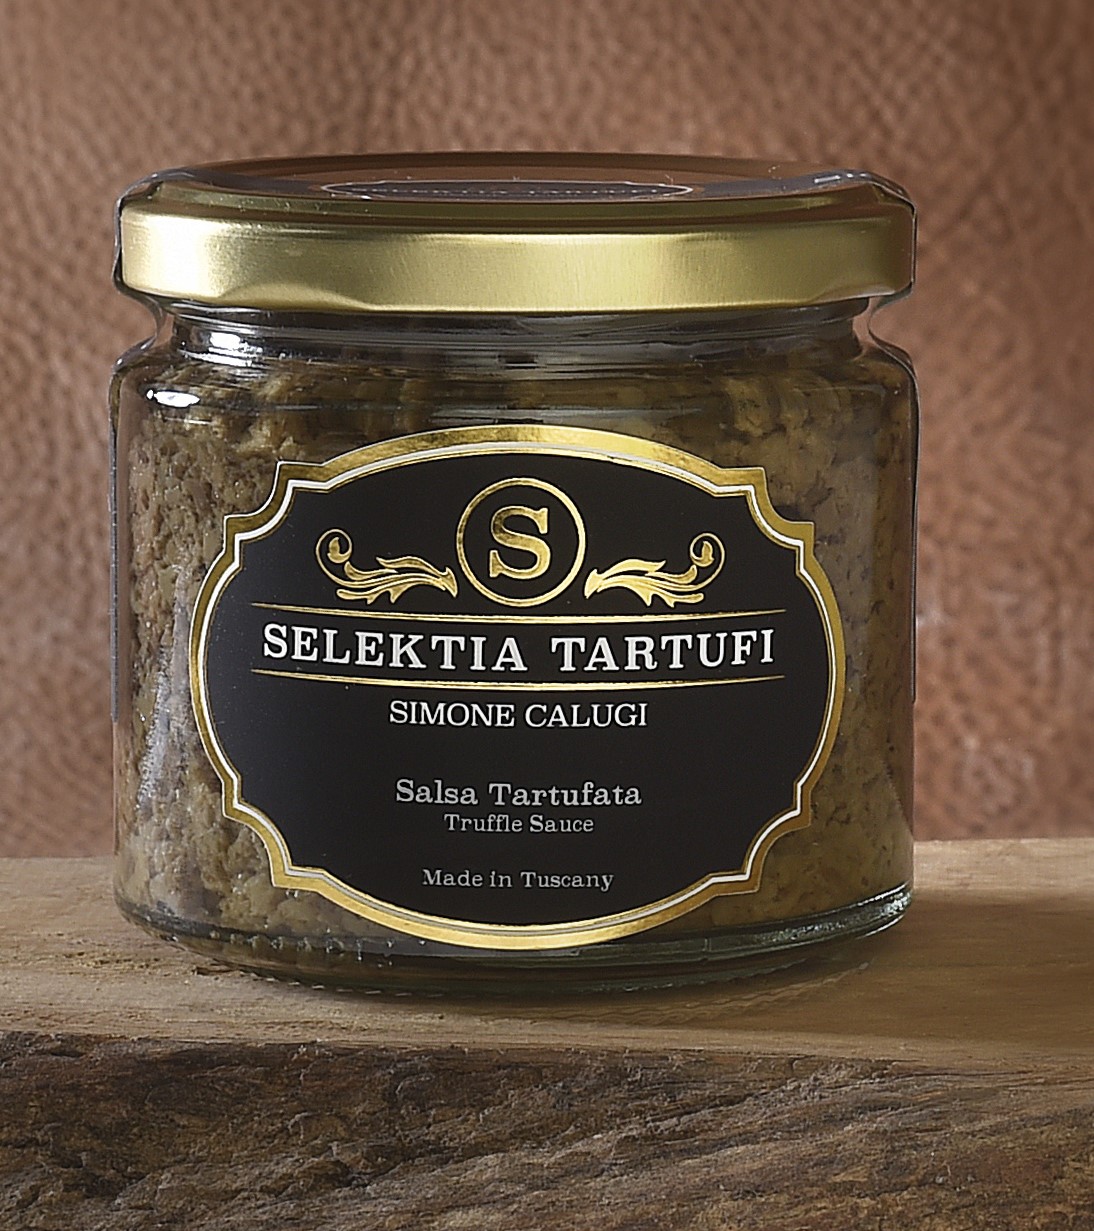 S
SELEKTIA TARTUFI
SIMONE CALUGI
Salsa Tartufata
Truffle Sauce
Made in Tuscany